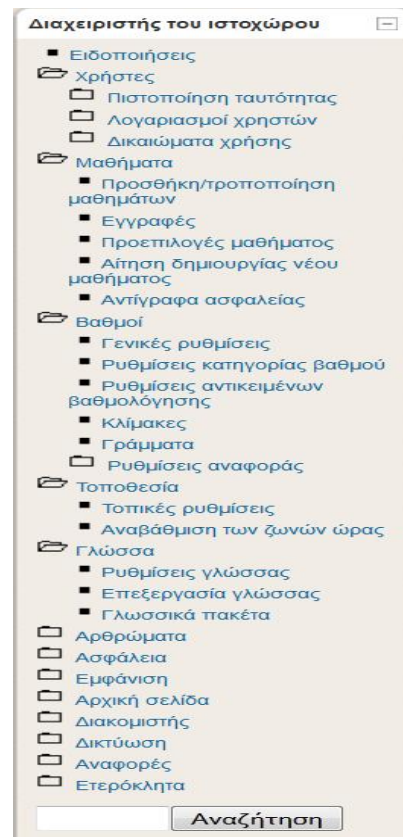 Διαχειριστής του ιστοχώρου
Ειδοποιήσεις
Χρήστες
Πιστοποίηση ταυτότητας
Λογαριασμοί χρηστών
Δικαιώματα χρήσης
Μαθήματα
Προσθήκη/τροποποίηση
μαθημάτων
Εγγραφές
Προεπιλογές μαθήματος
Αίτηση δημιουργίας νέου
μαθήματος
Αντίγραφα ασφαλείας
Βαθμοί
Γενικές ρυθμίσεις
Ρυθμίσεις κατηγορίας βαθμού
Ρυθμίσεις αντικειμένων
βαθμολόγησης
Κλίμακες
Γράμματα
Ρυθμίσεις αναφοράς
Τοποθεσία
Τοπικές ρυθμίσεις
Αναβάθμιση των ζωνών ώρας
Γλώσσα
Ρυθμίσεις γλώσσας
Επεξεργασία γλώσσας
Γλωσσικά πακέτα
Αρθρώματα
Ασφάλεια
Εμφάνιση
Αρχική σελίδα
Διακομιστής
Δικτύωση
Αναφορές
Ετερόκλητα
Αναζήτηση